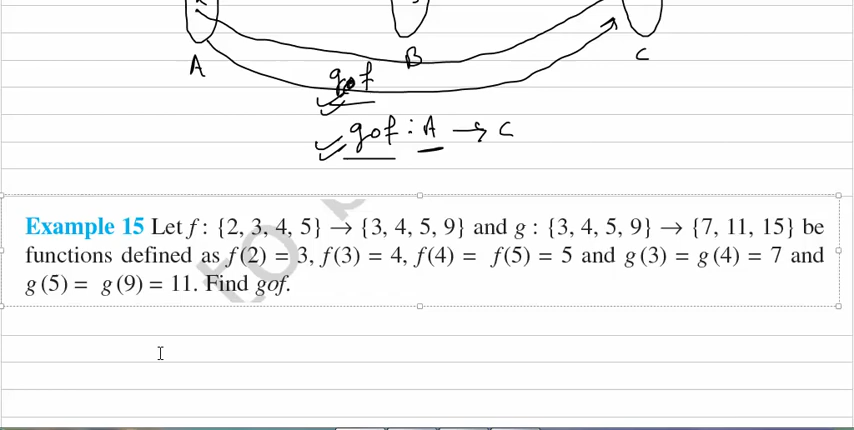 A B C
gof
gof : A → C
Example 15 Let f : {2, 3, 4, 5} → {3, 4, 5, 9} and g : {3, 4, 5, 9} → {7, 11, 15} be
functions defined as f (2) = 3, f (3) = 4, f (4) = f (5) = 5 and g (3) = g (4) = 7 and
g (5) = g (9) = 11. Find gof.